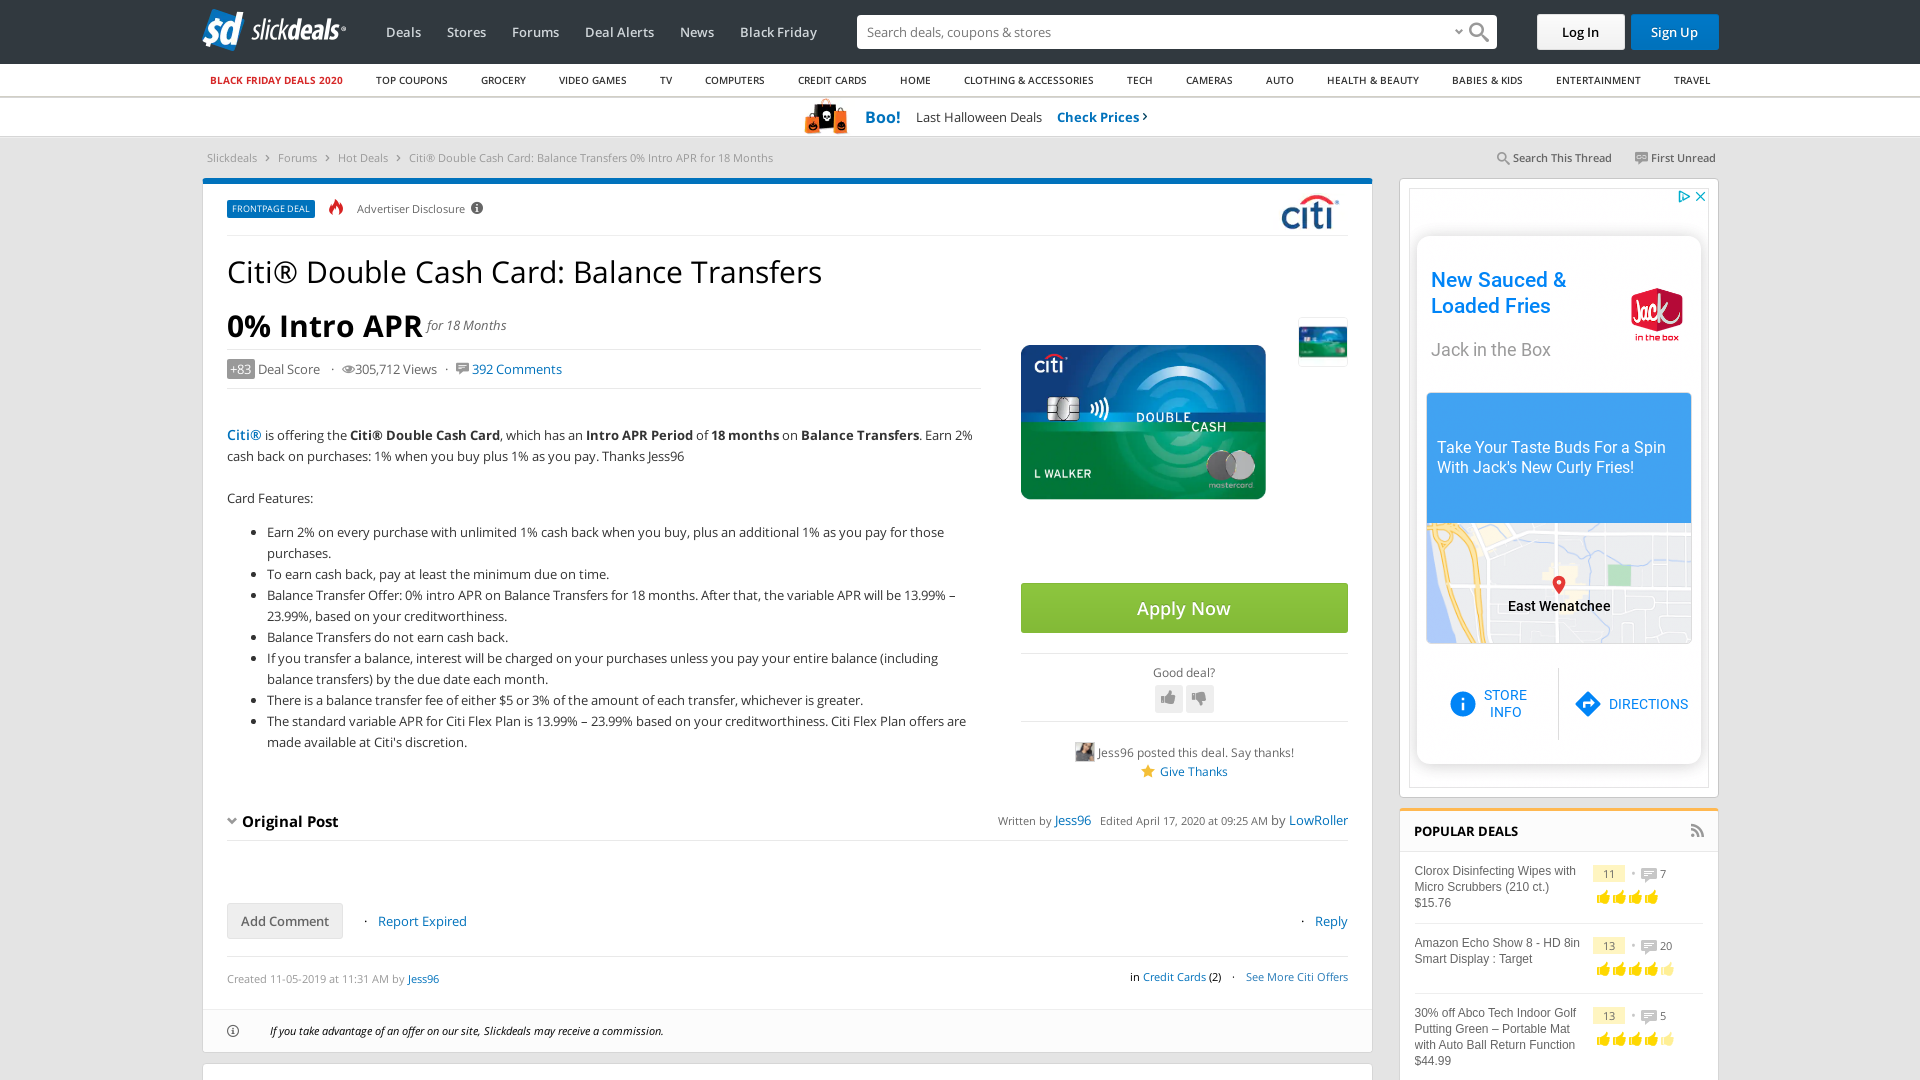 sd slickdeals
Deals
Stores
Forums
Deal Alerts
News
Black Friday
Search deals, coupons & stores
Log In
Sign Up
BLACK FRIDAY DEALS 2020
TOP COUPONS
GROCERY
VIDEO GAMES
TV
COMPUTERS
CREDIT CARDS
HOME
CLOTHING & ACCESSORIES
TECH
CAMERAS
AUTO
HEALTH & BEAUTY
BABIES & KIDS
ENTERTAINMENT
TRAVEL
Boo! Last Halloween Deals Check Prices
Slickdeals > Forums > Hot Deals > Citi® Double Cash Card: Balance Transfers 0% Intro APR for 18 Months
Search This Thread
First Unread
FRONTPAGE DEAL
Advertiser Disclosure
citi
Citi® Double Cash Card: Balance Transfers
0% Intro APR for 18 Months
+83 Deal Score · 305,712 Views · 392 Comments
Citi® is offering the Citi® Double Cash Card, which has an Intro APR Period of 18 months on Balance Transfers. Earn 2%
cash back on purchases: 1% when you buy plus 1% as you pay. Thanks Jess96
Card Features:
• Earn 2% on every purchase with unlimited 1% cash back when you buy, plus an additional 1% as you pay for those
purchases.
• To earn cash back, pay at least the minimum due on time.
• Balance Transfer Offer: 0% intro APR on Balance Transfers for 18 months. After that, the variable APR will be 13.99% –
23.99%, based on your creditworthiness.
• Balance Transfers do not earn cash back.
• If you transfer a balance, interest will be charged on your purchases unless you pay your entire balance (including
balance transfers) by the due date each month.
• There is a balance transfer fee of either $5 or 3% of the amount of each transfer, whichever is greater.
• The standard variable APR for Citi Flex Plan is 13.99% – 23.99% based on your creditworthiness. Citi Flex Plan offers are
made available at Citi's discretion.
citi
DOUBLE
CASH
L WALKER
mastercard
Apply Now
Good deal?
Jess96 posted this deal. Say thanks!
Give Thanks
Original Post
Written by Jess96 Edited April 17, 2020 at 09:25 AM by LowRoller
Add Comment
· Report Expired
· Reply
Created 11-05-2019 at 11:31 AM by Jess96
in Credit Cards (2) · See More Citi Offers
If you take advantage of an offer on our site, Slickdeals may receive a commission.
New Sauced &
Loaded Fries
Jack in the Box
Jack
in the box
Take Your Taste Buds For a Spin
With Jack's New Curly Fries!
East Wenatchee
STORE
INFO
DIRECTIONS
POPULAR DEALS
Clorox Disinfecting Wipes with
Micro Scrubbers (210 ct.)
$15.76
11 • 7
Amazon Echo Show 8 - HD 8in
Smart Display : Target
13 • 20
30% off Abco Tech Indoor Golf
Putting Green – Portable Mat
with Auto Ball Return Function
$44.99
13 • 5